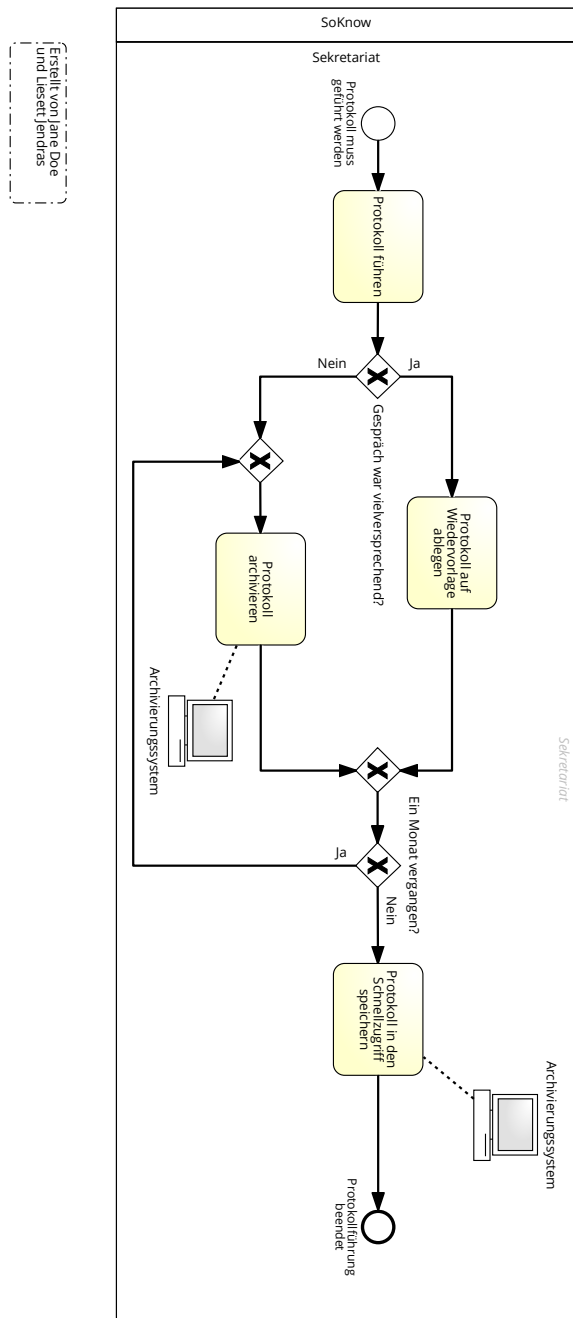 SoKnow
Sekretariat
Protokoll muss
geführt werden
Protokoll führen
Nein
Ja
Gespräch war vielversprechend?
Protokoll auf
Wiedervorlage
ablegen
Protokoll
archivieren
Archivierungssystem
Sekretariat
Ein Monat vergangen?
Ja
Nein
Protokoll in den
Schnellzugriff
speichern
Archivierungssystem
Protokollführung
beendet
Erstellt von Jane Doe
und Liesett Jendras